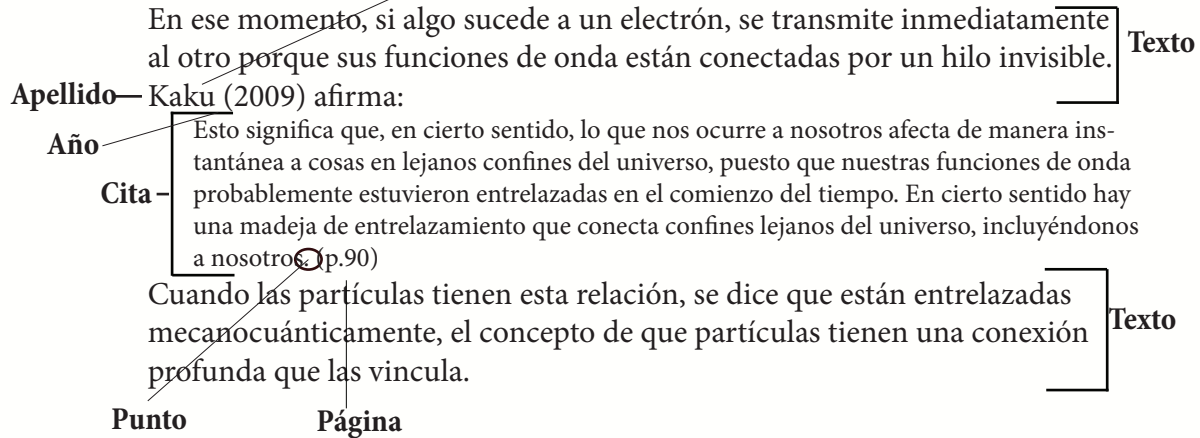 En ese momento, si algo sucede a un electrón, se transmite inmediatamente
al otro porque sus funciones de onda están conectadas por un hilo invisible.
Texto
Apellido
Kaku (2009) afirma:
Año
Cita
Esto significa que, en cierto sentido, lo que nos ocurre a nosotros afecta de manera ins-
tantánea a cosas en lejanos confines del universo, puesto que nuestras funciones de onda
probablemente estuvieron entrelazadas en el comienzo del tiempo. En cierto sentido hay
una madeja de entrelazamiento que conecta confines lejanos del universo, incluyéndonos
a nosotros. (p.90)
Cuando las partículas tienen esta relación, se dice que están entrelazadas
mecanocuánticamente, el concepto de que partículas tienen una conexión
profunda que las vincula.
Texto
Punto
Página